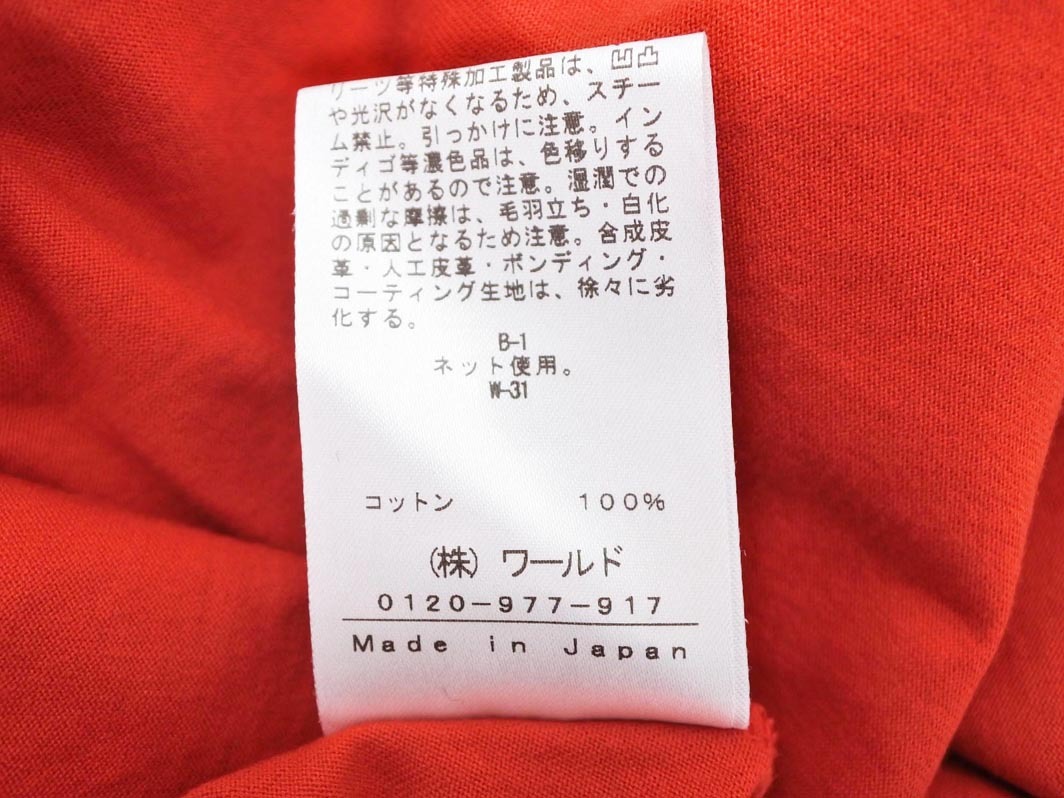 リーツ等特殊加工製品は、凹凸
や光沢がなくなるため、スチー
ム禁止。引っかけに注意。イン
ディゴ等濃色品は、色移りする
ことがあるので注意。湿潤での
過剰な摩擦は、毛羽立ち・白化
の原因となるため注意。合成皮
革・人工皮革・ボンディング・
コーティング生地は、徐々に劣
化する。
B-1
ネット使用。
W-31
コットン 100%
(株) ワールド
0120-977-917
Made in Japan